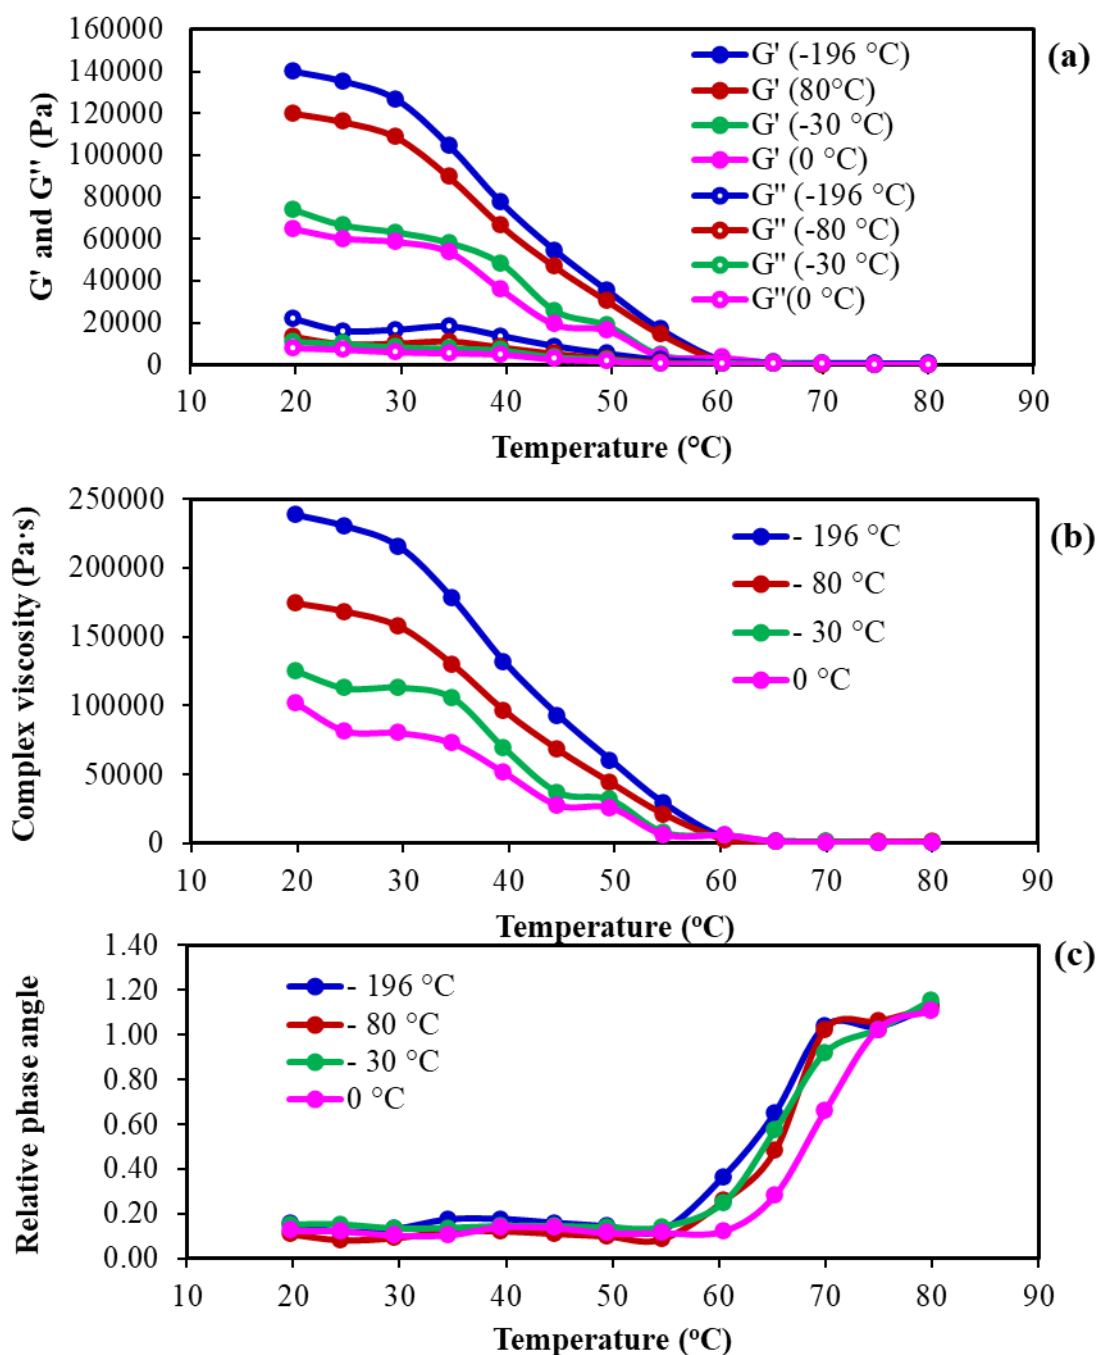 160000
140000
120000
100000
80000
60000
40000
20000
0
G' and G'' (Pa)
10 20 30 40 50 60 70 80 90
Temperature (°C)
G' (-196 °C)
G' (80°C)
G' (-30 °C)
G' (0 °C)
G'' (-196 °C)
G'' (-80 °C)
G'' (-30 °C)
G''(0 °C)
(a)
250000
200000
150000
100000
50000
0
Complex viscosity (Pa·s)
10 20 30 40 50 60 70 80 90
Temperature (ºC)
- 196 °C
- 80 °C
- 30 °C
0 °C
(b)
1.40
1.20
1.00
0.80
0.60
0.40
0.20
0.00
Relative phase angle
10 20 30 40 50 60 70 80 90
Temperature (ºC)
- 196 °C
- 80 °C
- 30 °C
0 °C
(c)